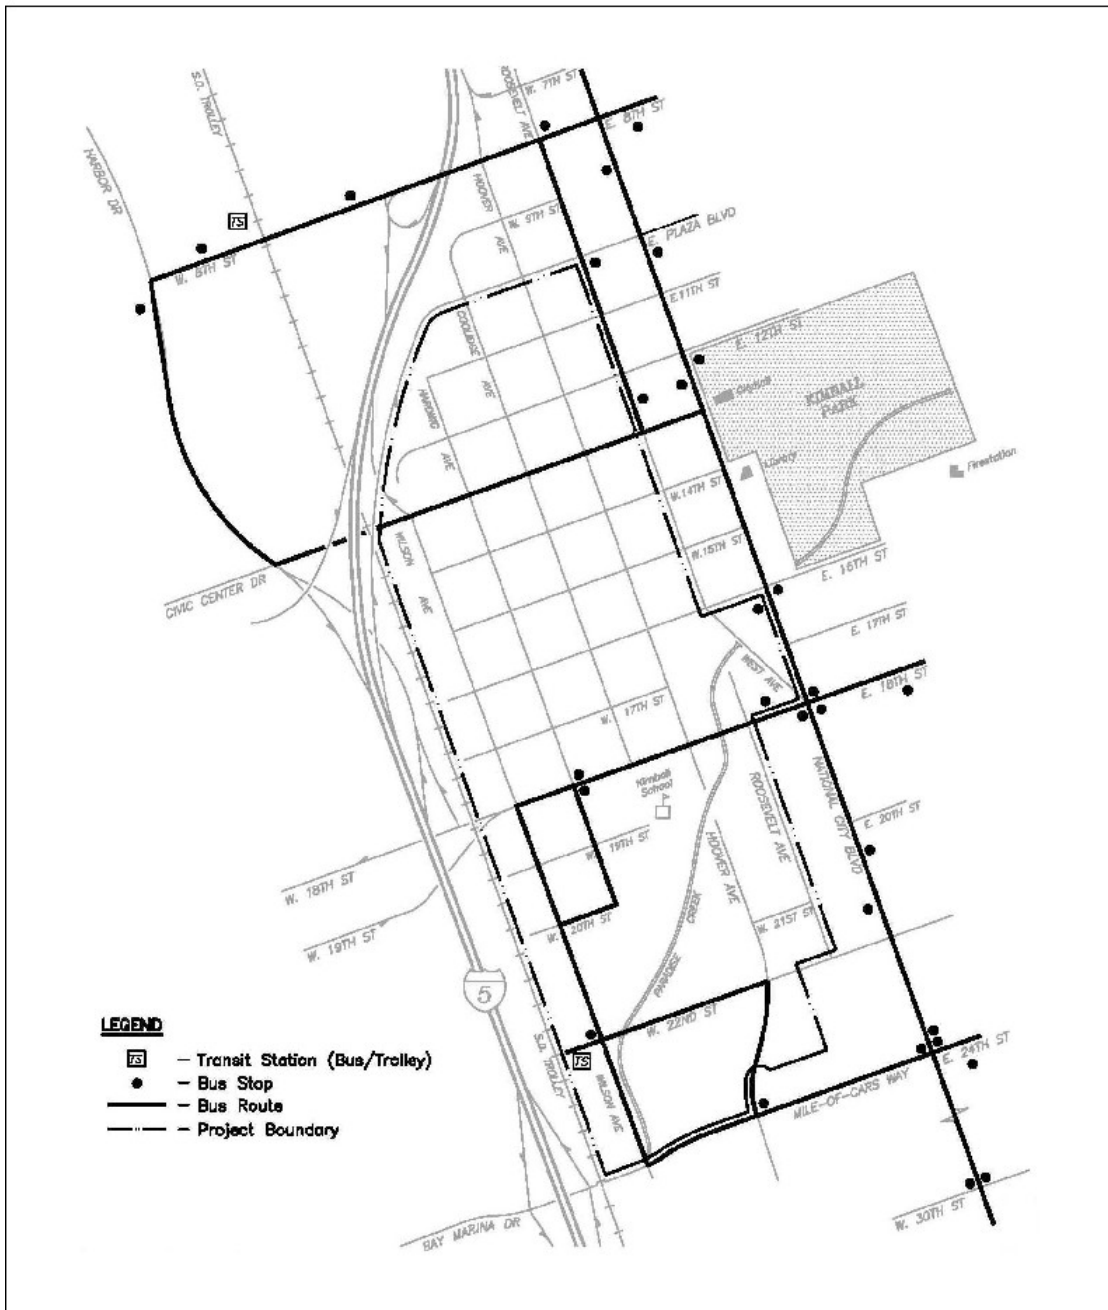 S.D. TROLLEY
ROOSEVELT AVE
W. 7TH ST
E. 8TH ST
HARBOR DR
HOOVER
AVE
W. 9TH ST
E. PLAZA BLVD
TS
W. 8TH ST
E. 11TH ST
COOLIDGE
AVE
E. 12TH ST
HARDING
AVE
CityHall
KIMBALL
PARK
Library
Firestation
W. 14TH ST
W. 15TH ST
WILSON
AVE
CIVIC CENTER DR
E. 16TH ST
E. 17TH ST
WEST AVE
E. 18TH ST
W. 17TH ST
Kimball
School
ROOSEVELT AVE
NATIONAL CITY BLVD
E. 20TH ST
W. 19TH ST
HOOVER AVE
W. 18TH ST
W. 20TH ST
W. 21ST ST
W. 19TH ST
PARADISE CREEK
5
W. 22ND ST
S.D. TROLLEY
TS
WILSON AVE
E. 24TH ST
MILE-OF-CARS WAY
BAY MARINA DR
W. 30TH ST
LEGEND
TS – Transit Station (Bus/Trolley)
– Bus Stop
– Bus Route
– Project Boundary